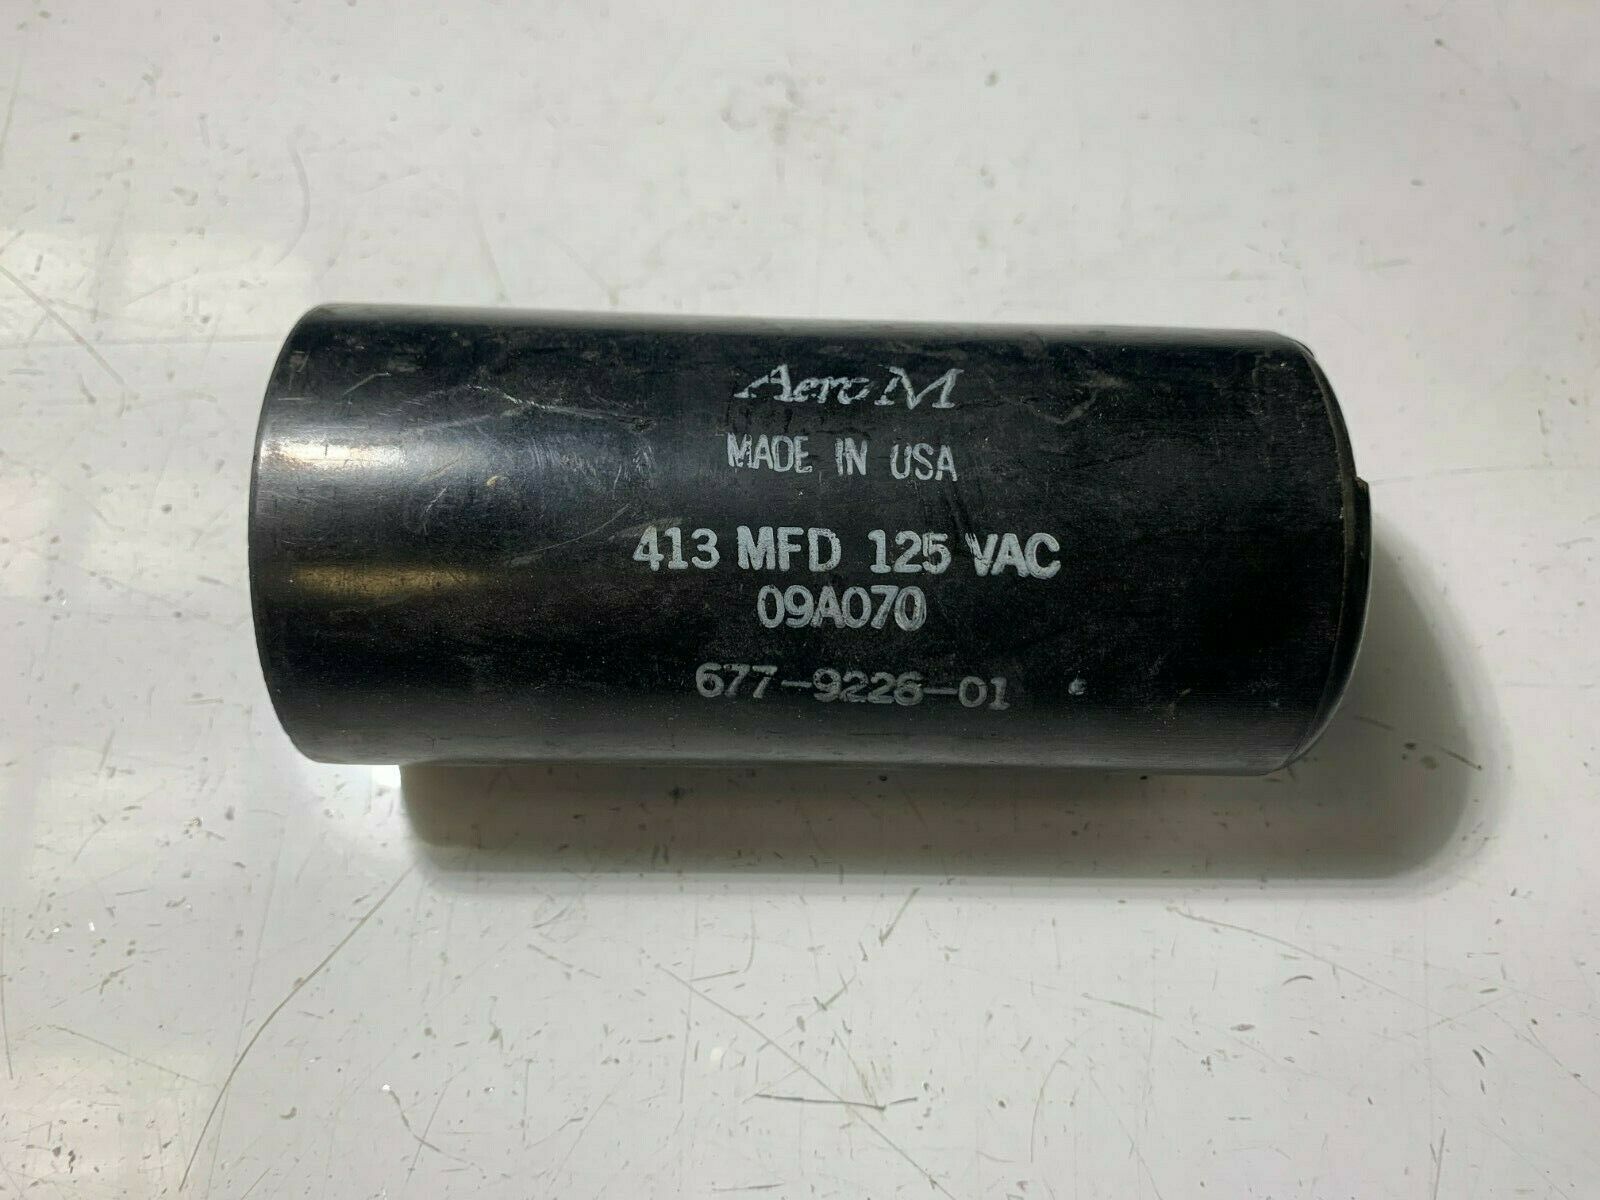 Aero M
MADE IN USA
413 MFD 125 VAC
09A070
677-9226-01